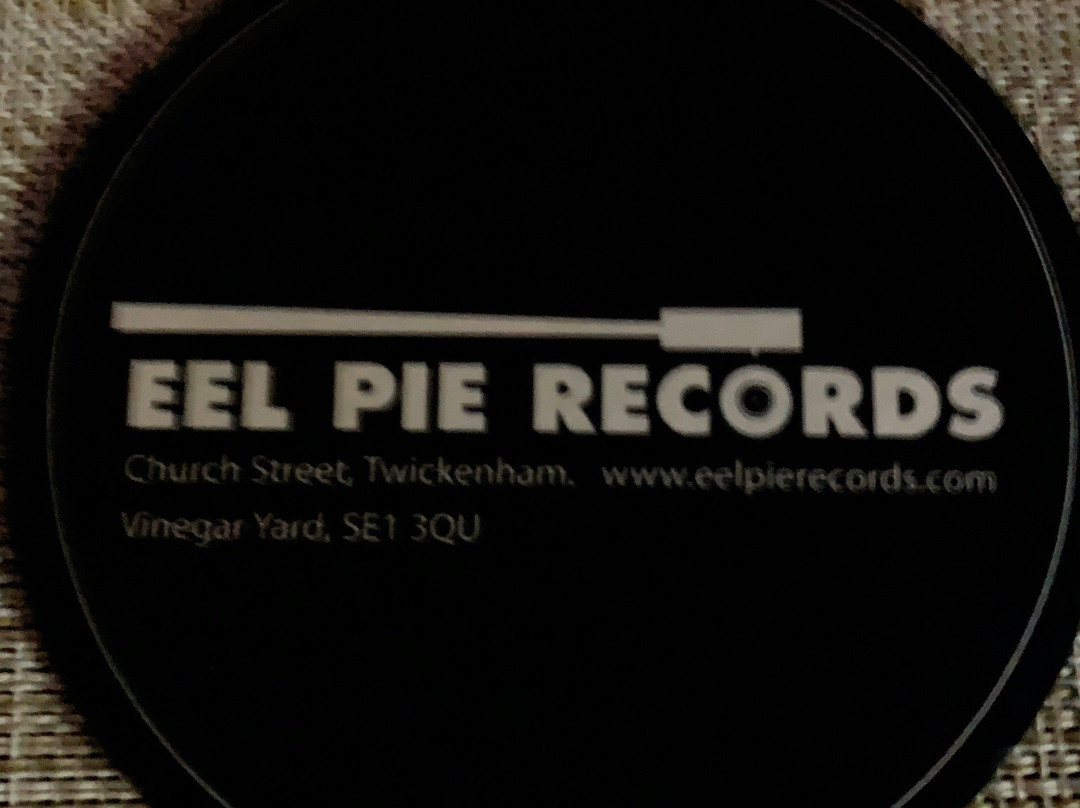 EEL PIE RECORDS
Church Street, Twickenham. www.eelpierecords.com
Vinegar Yard, SE1 3QU